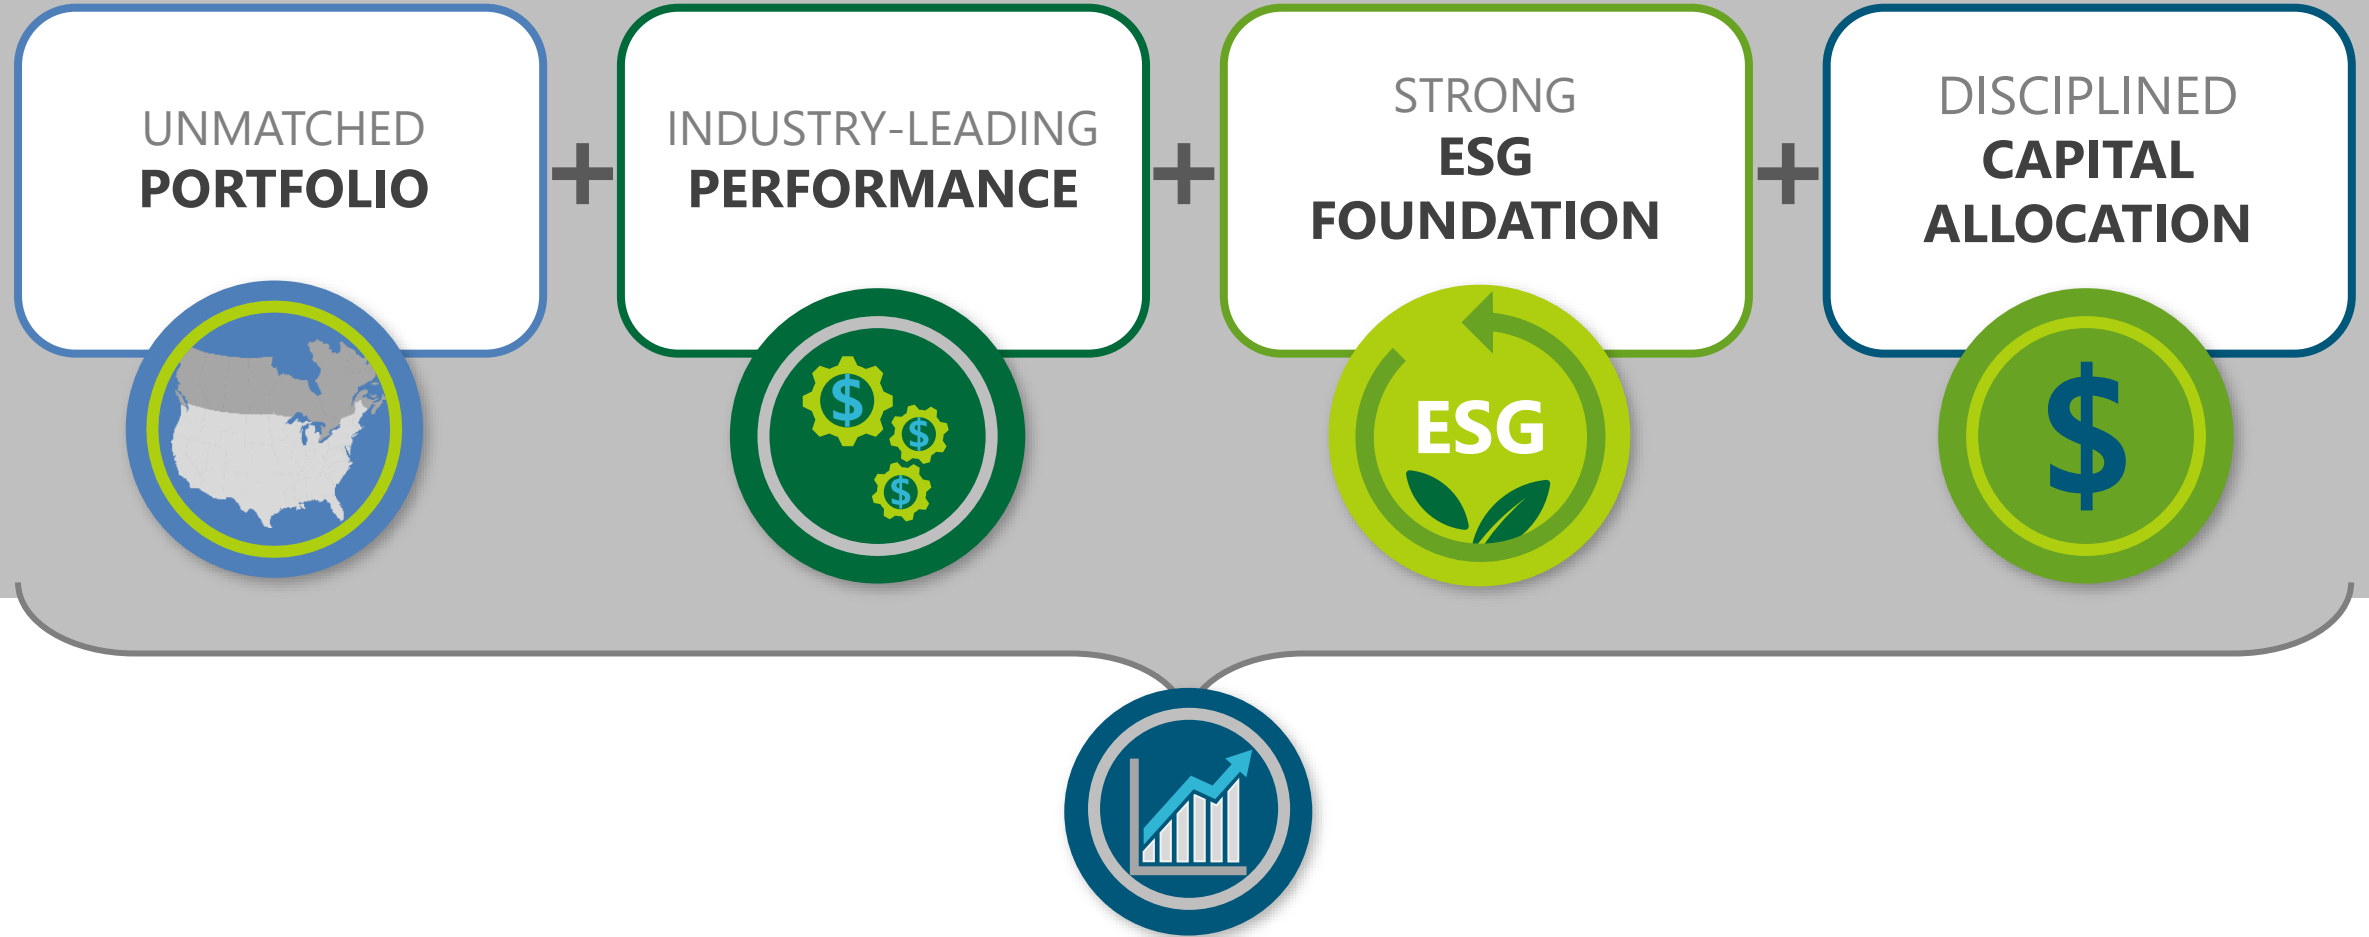 UNMATCHED
PORTFOLIO
+
INDUSTRY-LEADING
PERFORMANCE
+
STRONG
ESG
FOUNDATION
+
DISCIPLINED
CAPITAL
ALLOCATION
$
$
$
ESG
$